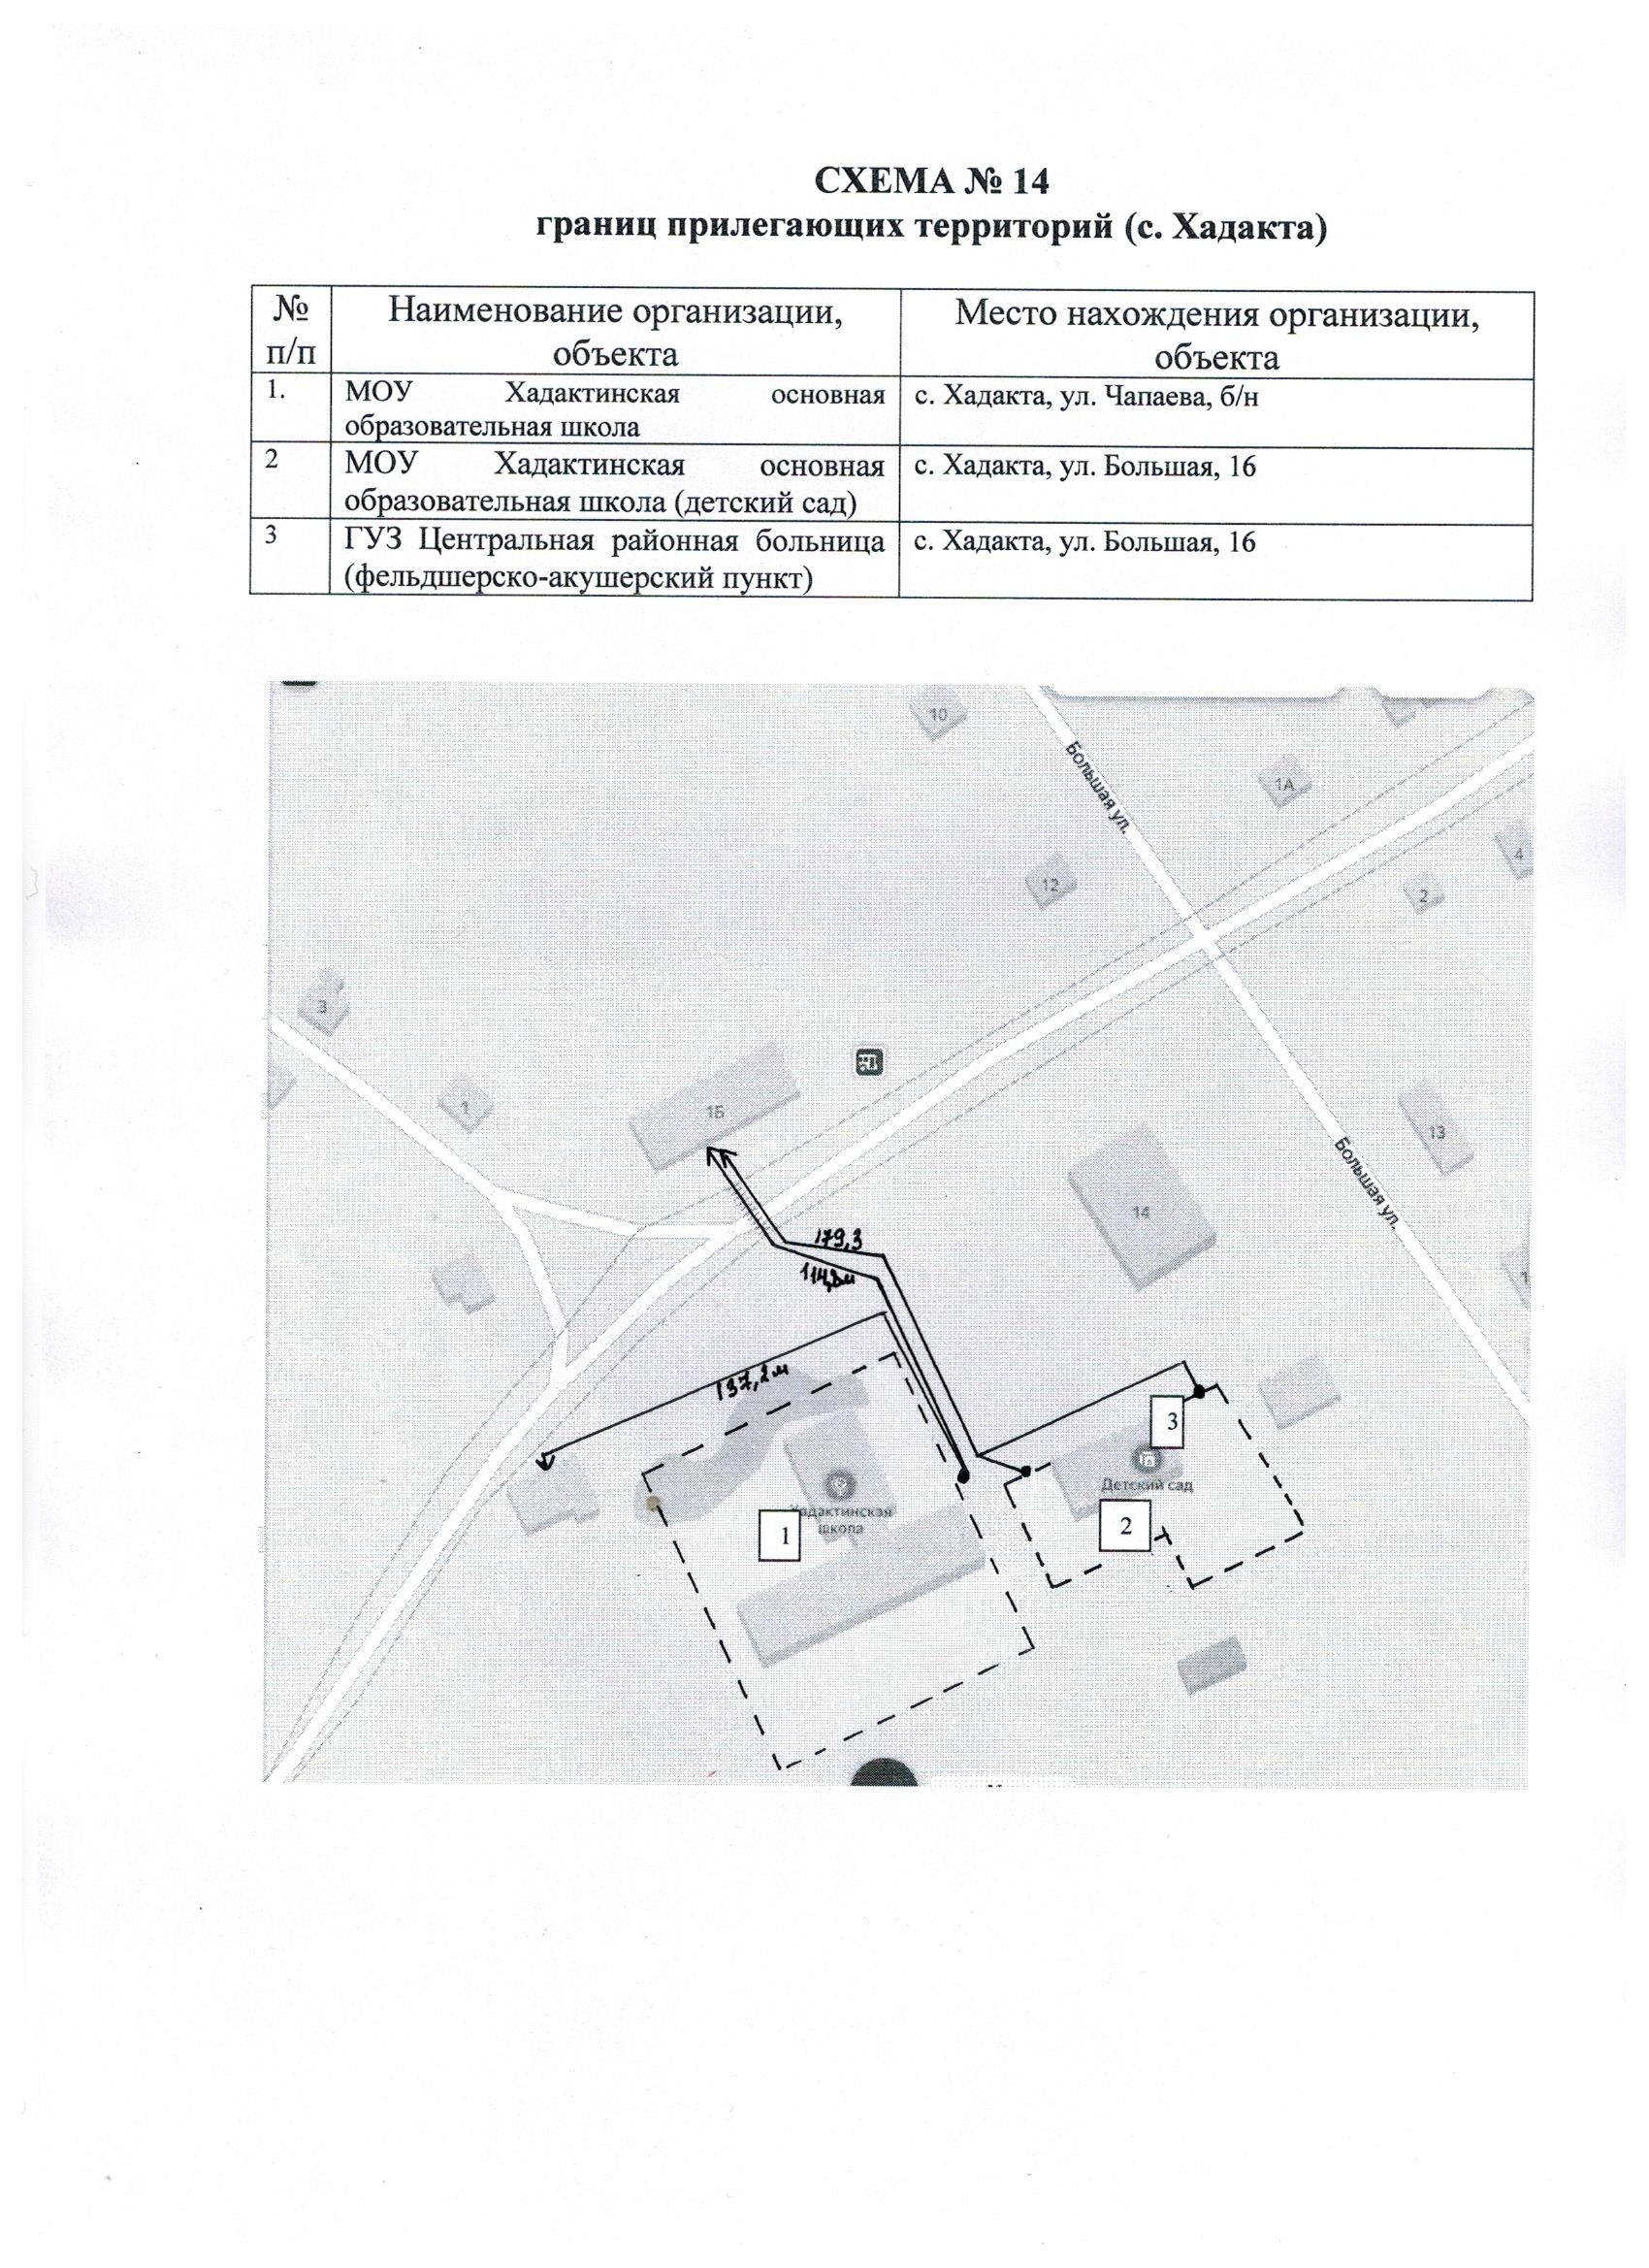 СХЕМА № 14
границ прилегающих территорий (с. Хадакта)
№ п/п
Наименование организации, объекта
Место нахождения организации, объекта
1.
МОУ Хадактинская основная
образовательная школа
с. Хадакта, ул. Чапаева, б/н
2
МОУ Хадактинская основная
образовательная школа (детский сад)
с. Хадакта, ул. Большая, 16
3
ГУЗ Центральная районная больница
(фельдшерско-акушерский пункт)
с. Хадакта, ул. Большая, 16
10
Большая ул.
1А
12
4
2
3
1
1Б
13
Большая ул.
14
1
179,3
114,8м
137,2м
3
Детский сад
2
Хадактинская
школа
1